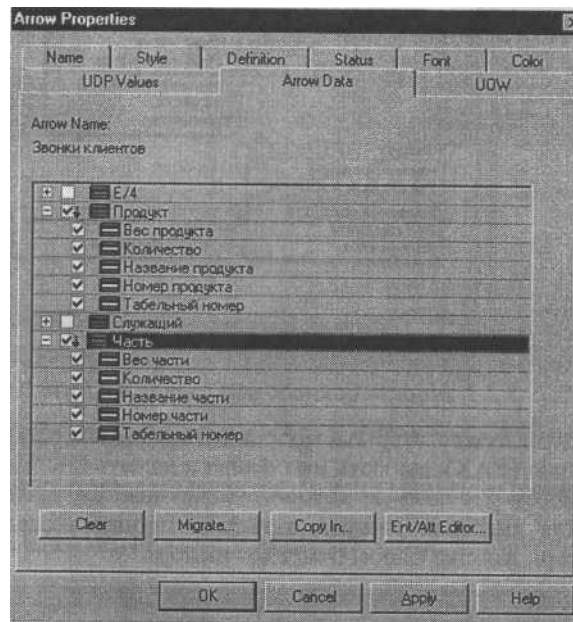 Arrow Properties
Name Style Definition Status Font Color
UDP Values Arrow Data UOW
Arrow Name:
Звонки клиентов
E/4
Продукт
Вес продукта
Количество
Название продукта
Номер продукта
Табельный номер
Служащий
Часть
Вес части
Количество
Название части
Номер части
Табельный номер
Clear Migrate... Copy In... Ent/Att Editor...
OK Cancel Apply Help